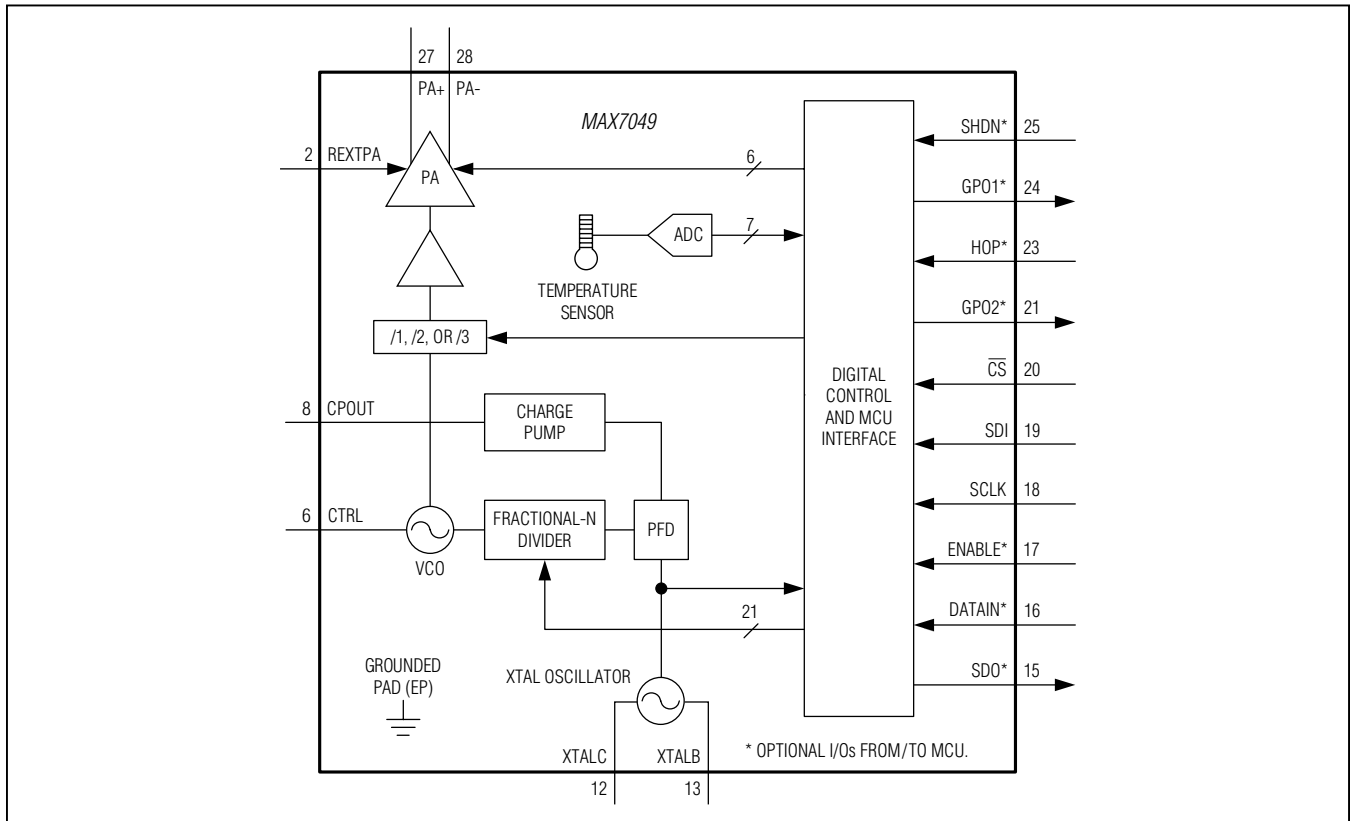 27 28
PA+ PA-
MAX7049
SHDN* 25
2 REXTPA
PA
6
GPO1* 24
ADC
7
HOP* 23
TEMPERATURE
SENSOR
GPO2* 21
/1, /2, OR /3
CS 20
DIGITAL
CONTROL
AND MCU
INTERFACE
8 CPOUT
CHARGE
PUMP
SDI 19
SCLK 18
6 CTRL
FRACTIONAL-N
DIVIDER
PFD
VCO
ENABLE* 17
21
DATAIN* 16
GROUNDED
PAD (EP)
XTAL OSCILLATOR
SDO* 15
XTALC XTALB
* OPTIONAL I/Os FROM/TO MCU.
12 13